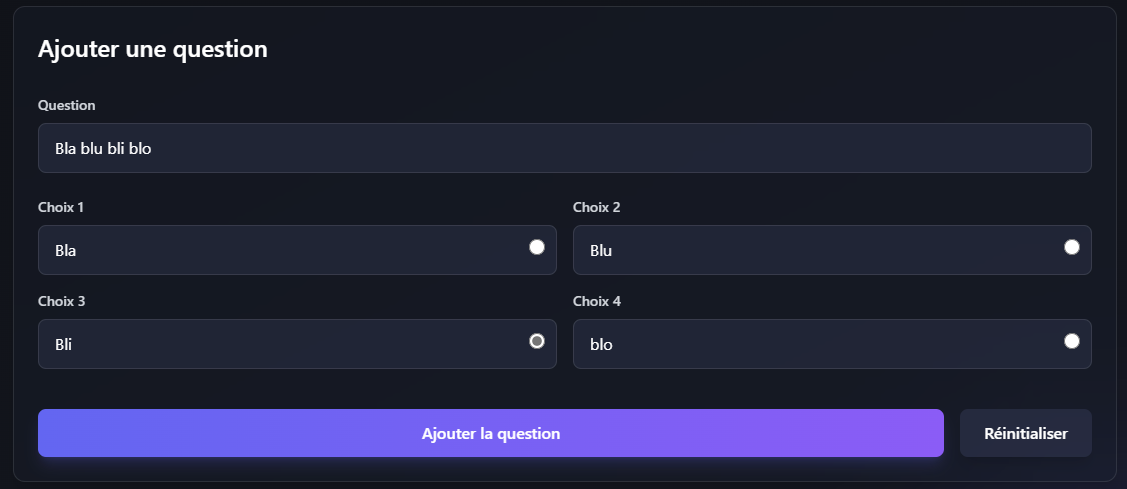 Ajouter une question
Question
Bla blu bli blo
Choix 1
Choix 2
Bla
Blu
Choix 3
Choix 4
Bli
blo
Ajouter la question
Réinitialiser